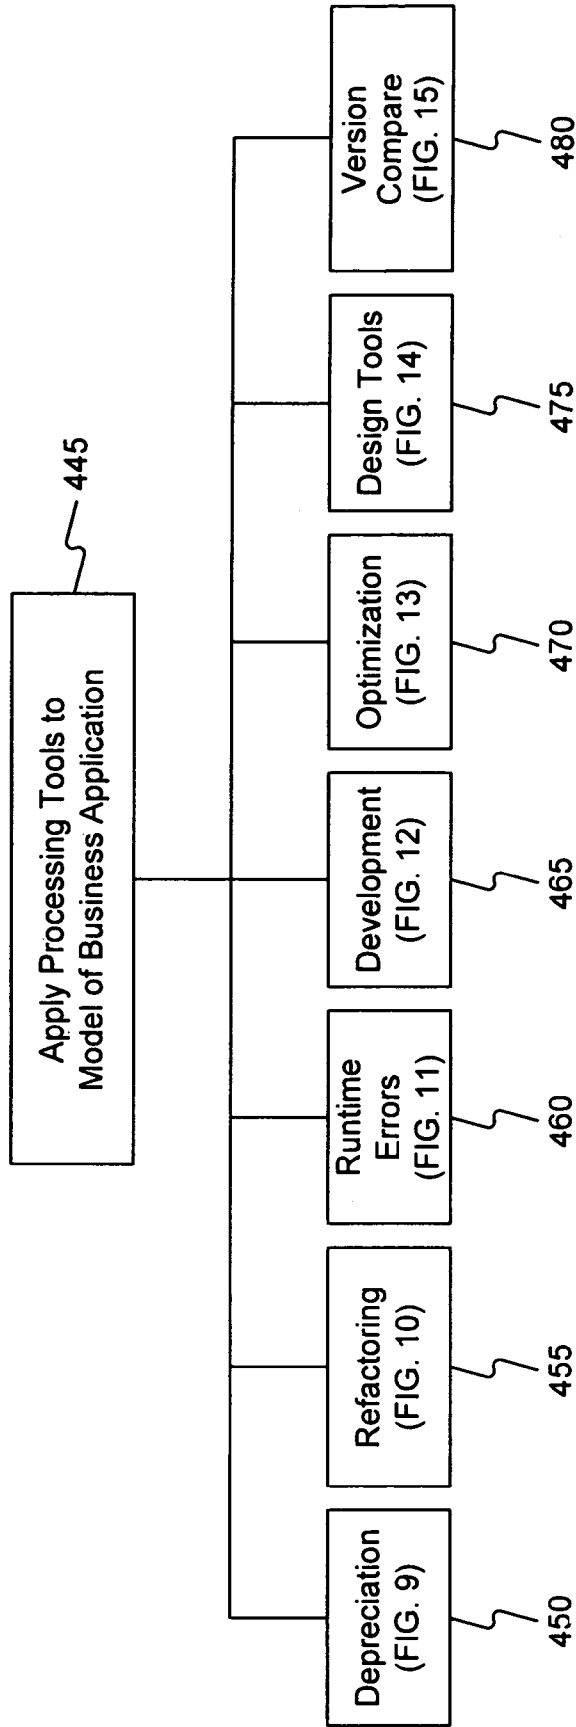 Apply Processing Tools to
Model of Business Application
445
Depreciation
(FIG. 9)
450
Refactoring
(FIG. 10)
455
Runtime
Errors
(FIG. 11)
460
Development
(FIG. 12)
465
Optimization
(FIG. 13)
470
Design Tools
(FIG. 14)
475
Version
Compare
(FIG. 15)
480